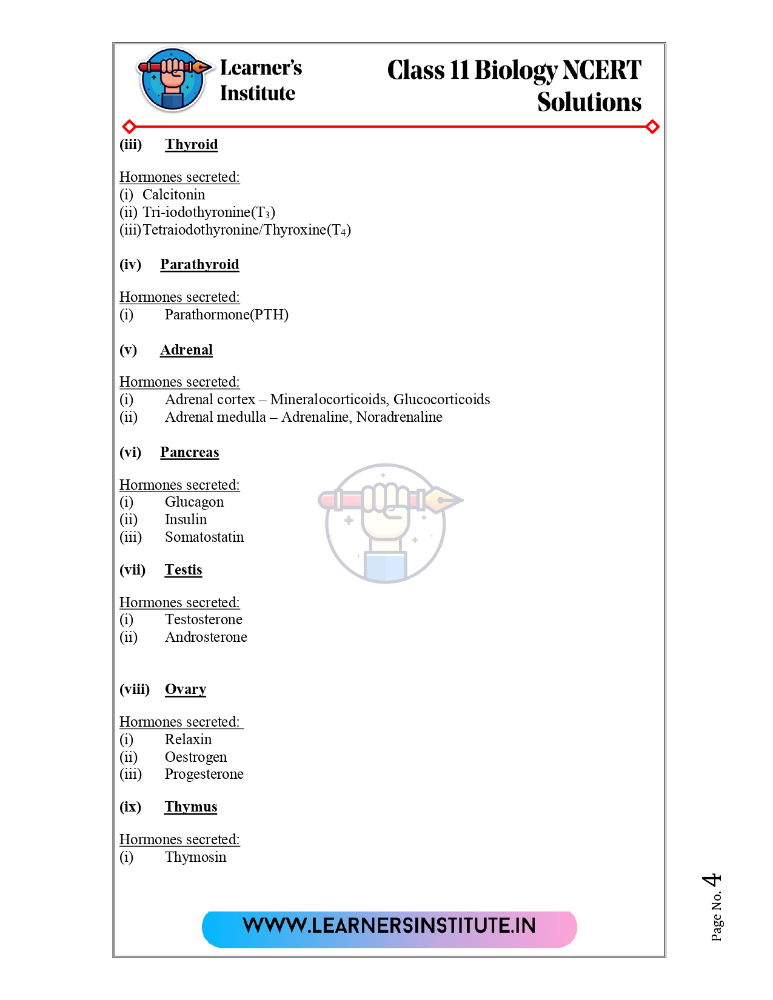 Learner's
Institute
Class 11 Biology NCERT
Solutions
(iii) Thyroid
Hormones secreted:
(i) Calcitonin
(ii) Tri-iodothyronine(T₃)
(iii)Tetraiodothyronine/Thyroxine(T₄)
(iv) Parathyroid
Hormones secreted:
(i) Parathormone(PTH)
(v) Adrenal
Hormones secreted:
(i) Adrenal cortex – Mineralocorticoids, Glucocorticoids
(ii) Adrenal medulla – Adrenaline, Noradrenaline
(vi) Pancreas
Hormones secreted:
(i) Glucagon
(ii) Insulin
(iii) Somatostatin
(vii) Testis
Hormones secreted:
(i) Testosterone
(ii) Androsterone
(viii) Ovary
Hormones secreted:
(i) Relaxin
(ii) Oestrogen
(iii) Progesterone
(ix) Thymus
Hormones secreted:
(i) Thymosin
WWW.LEARNERSINSTITUTE.IN
Page No. 4